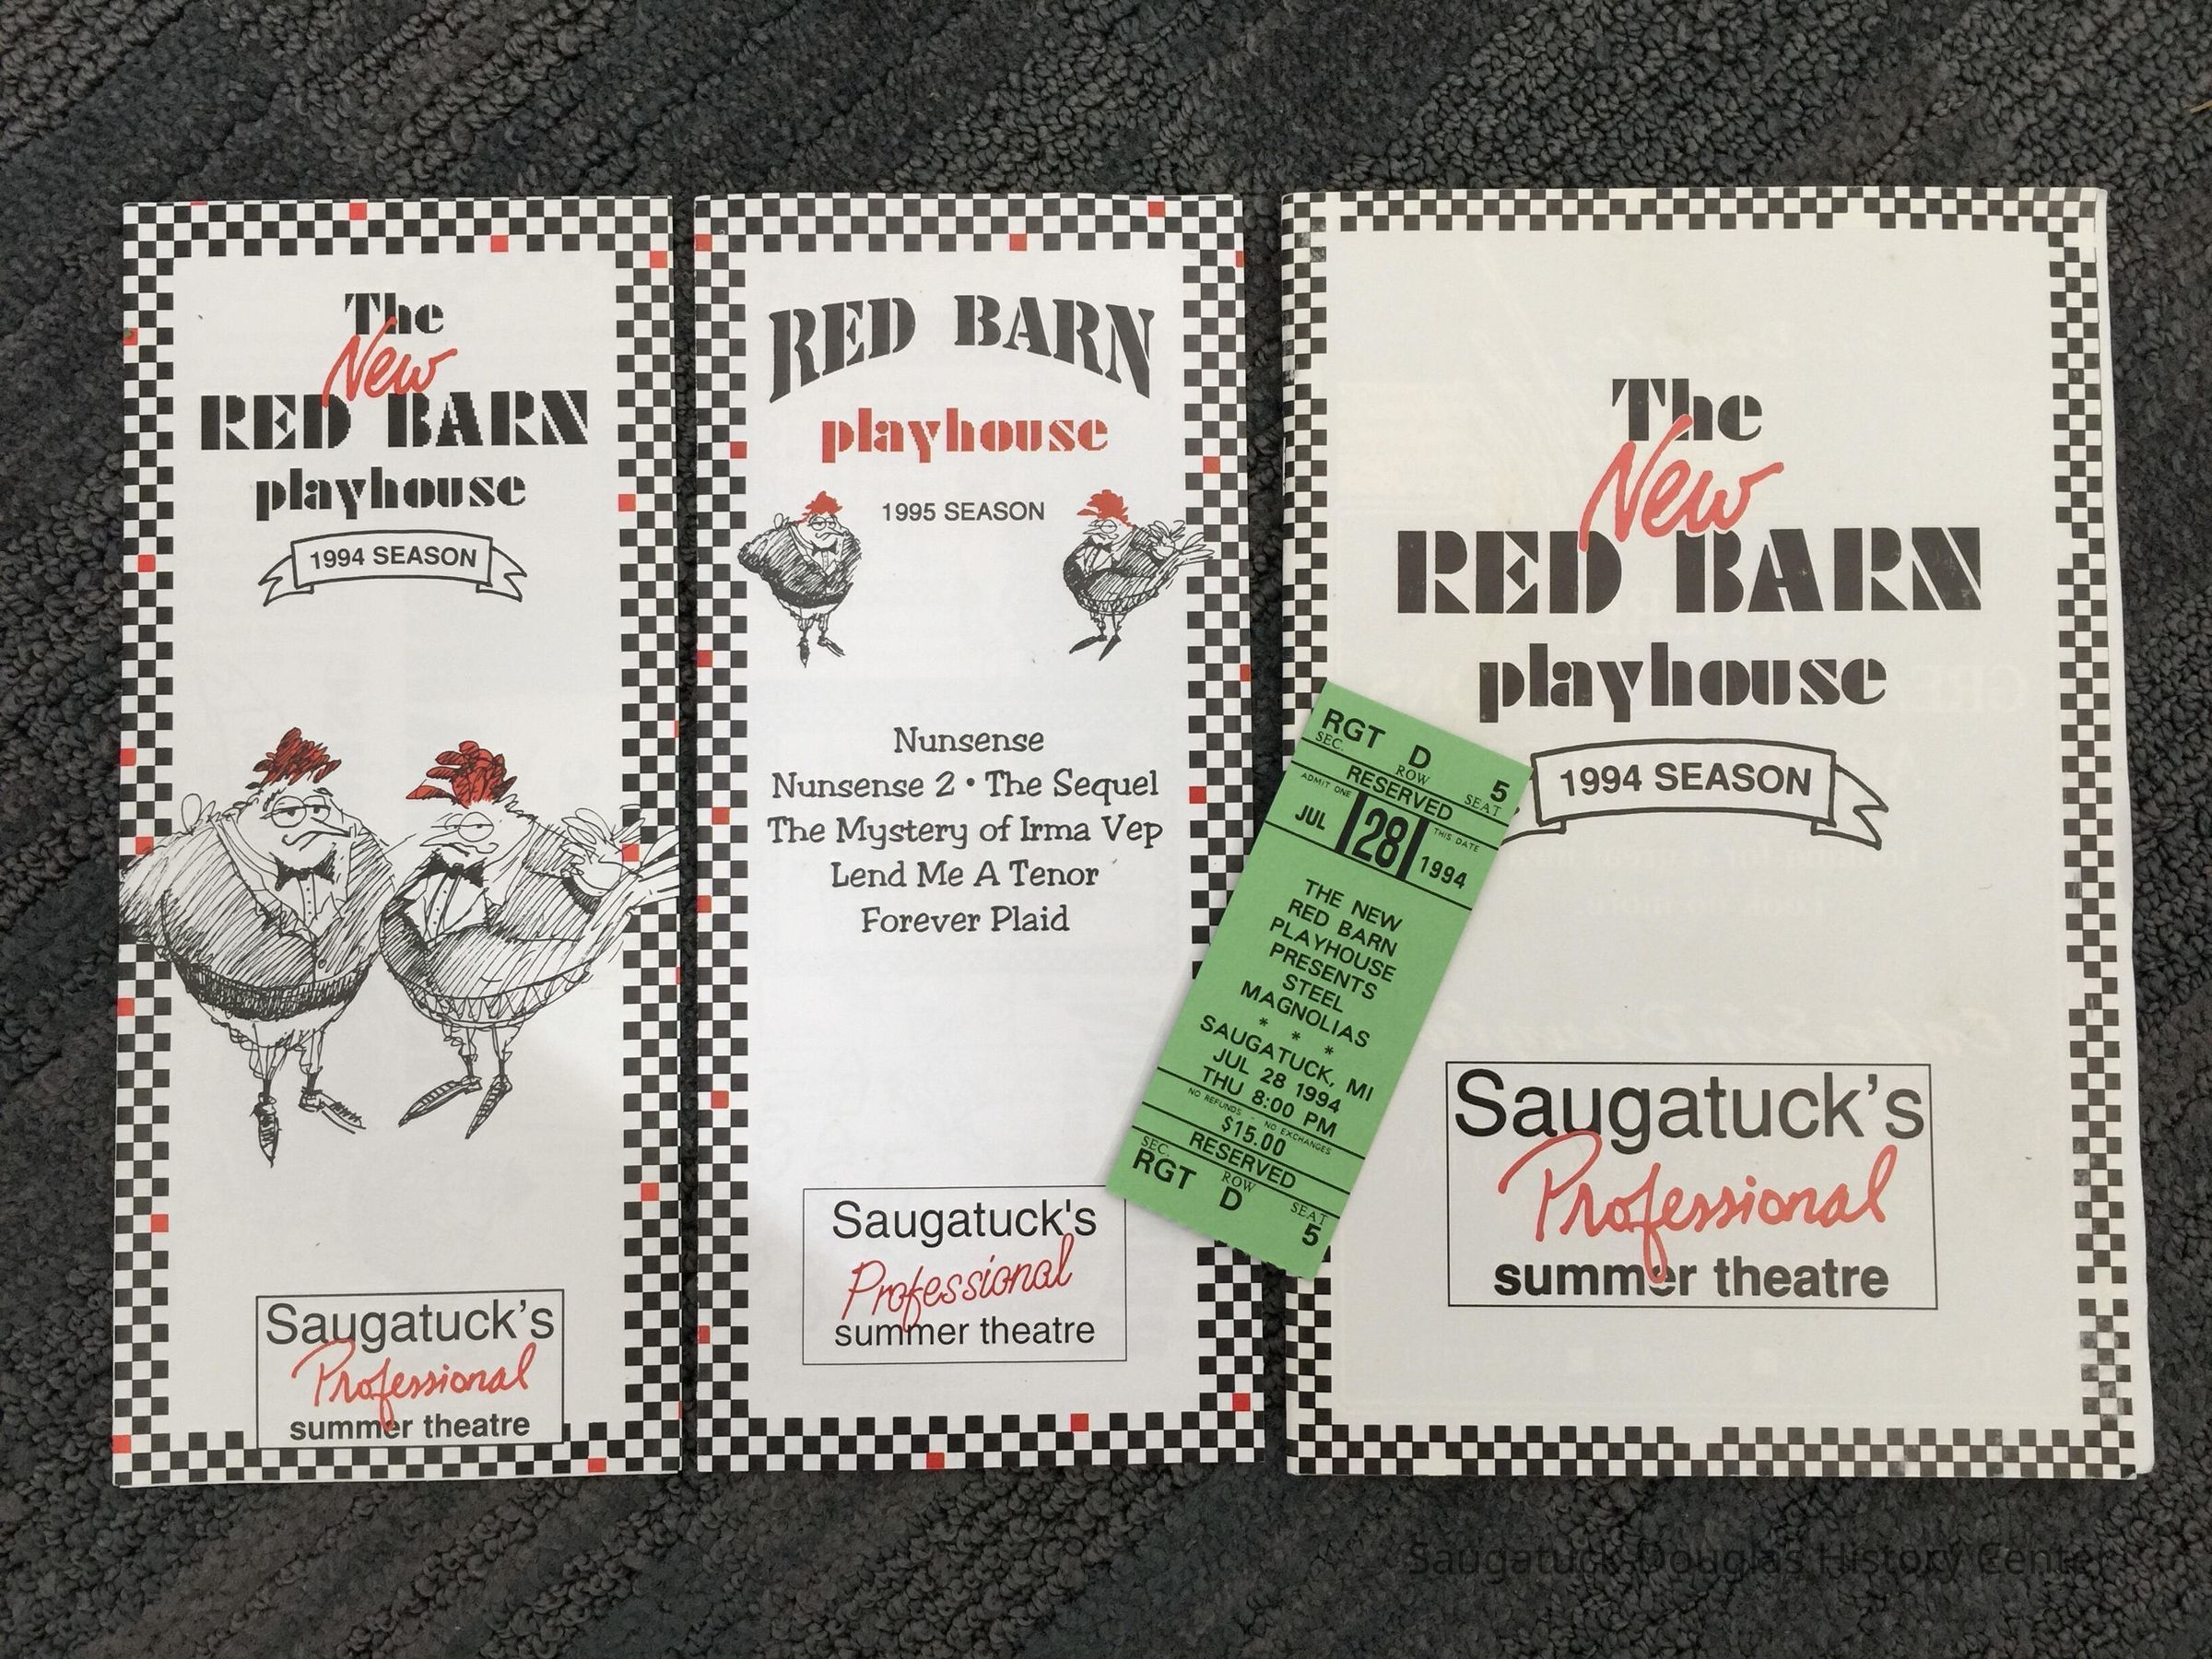 The
New
RED BARN
playhouse
1994 SEASON
Saugatuck's
Professional
summer theatre
RED BARN
playhouse
1995 SEASON
Nunsense
Nunsense 2 • The Sequel
The Mystery of Irma Vep
Lend Me A Tenor
Forever Plaid
Saugatuck's
Professional
summer theatre
RGT D 5
SEC. ROW SEAT
RESERVED
ADMIT ONE
JUL 28 1994
THIS DATE
THE NEW
RED BARN
PLAYHOUSE
PRESENTS
STEEL
MAGNOLIAS
* * *
SAUGATUCK, MI
JUL 28 1994
THU 8:00 PM
NO REFUNDS - NO EXCHANGES
$15.00
RESERVED
SEC. ROW SEAT
RGT D 5
The
New
RED BARN
playhouse
1994 SEASON
Saugatuck's
Professional
summer theatre
Saugatuck-Douglas History Center